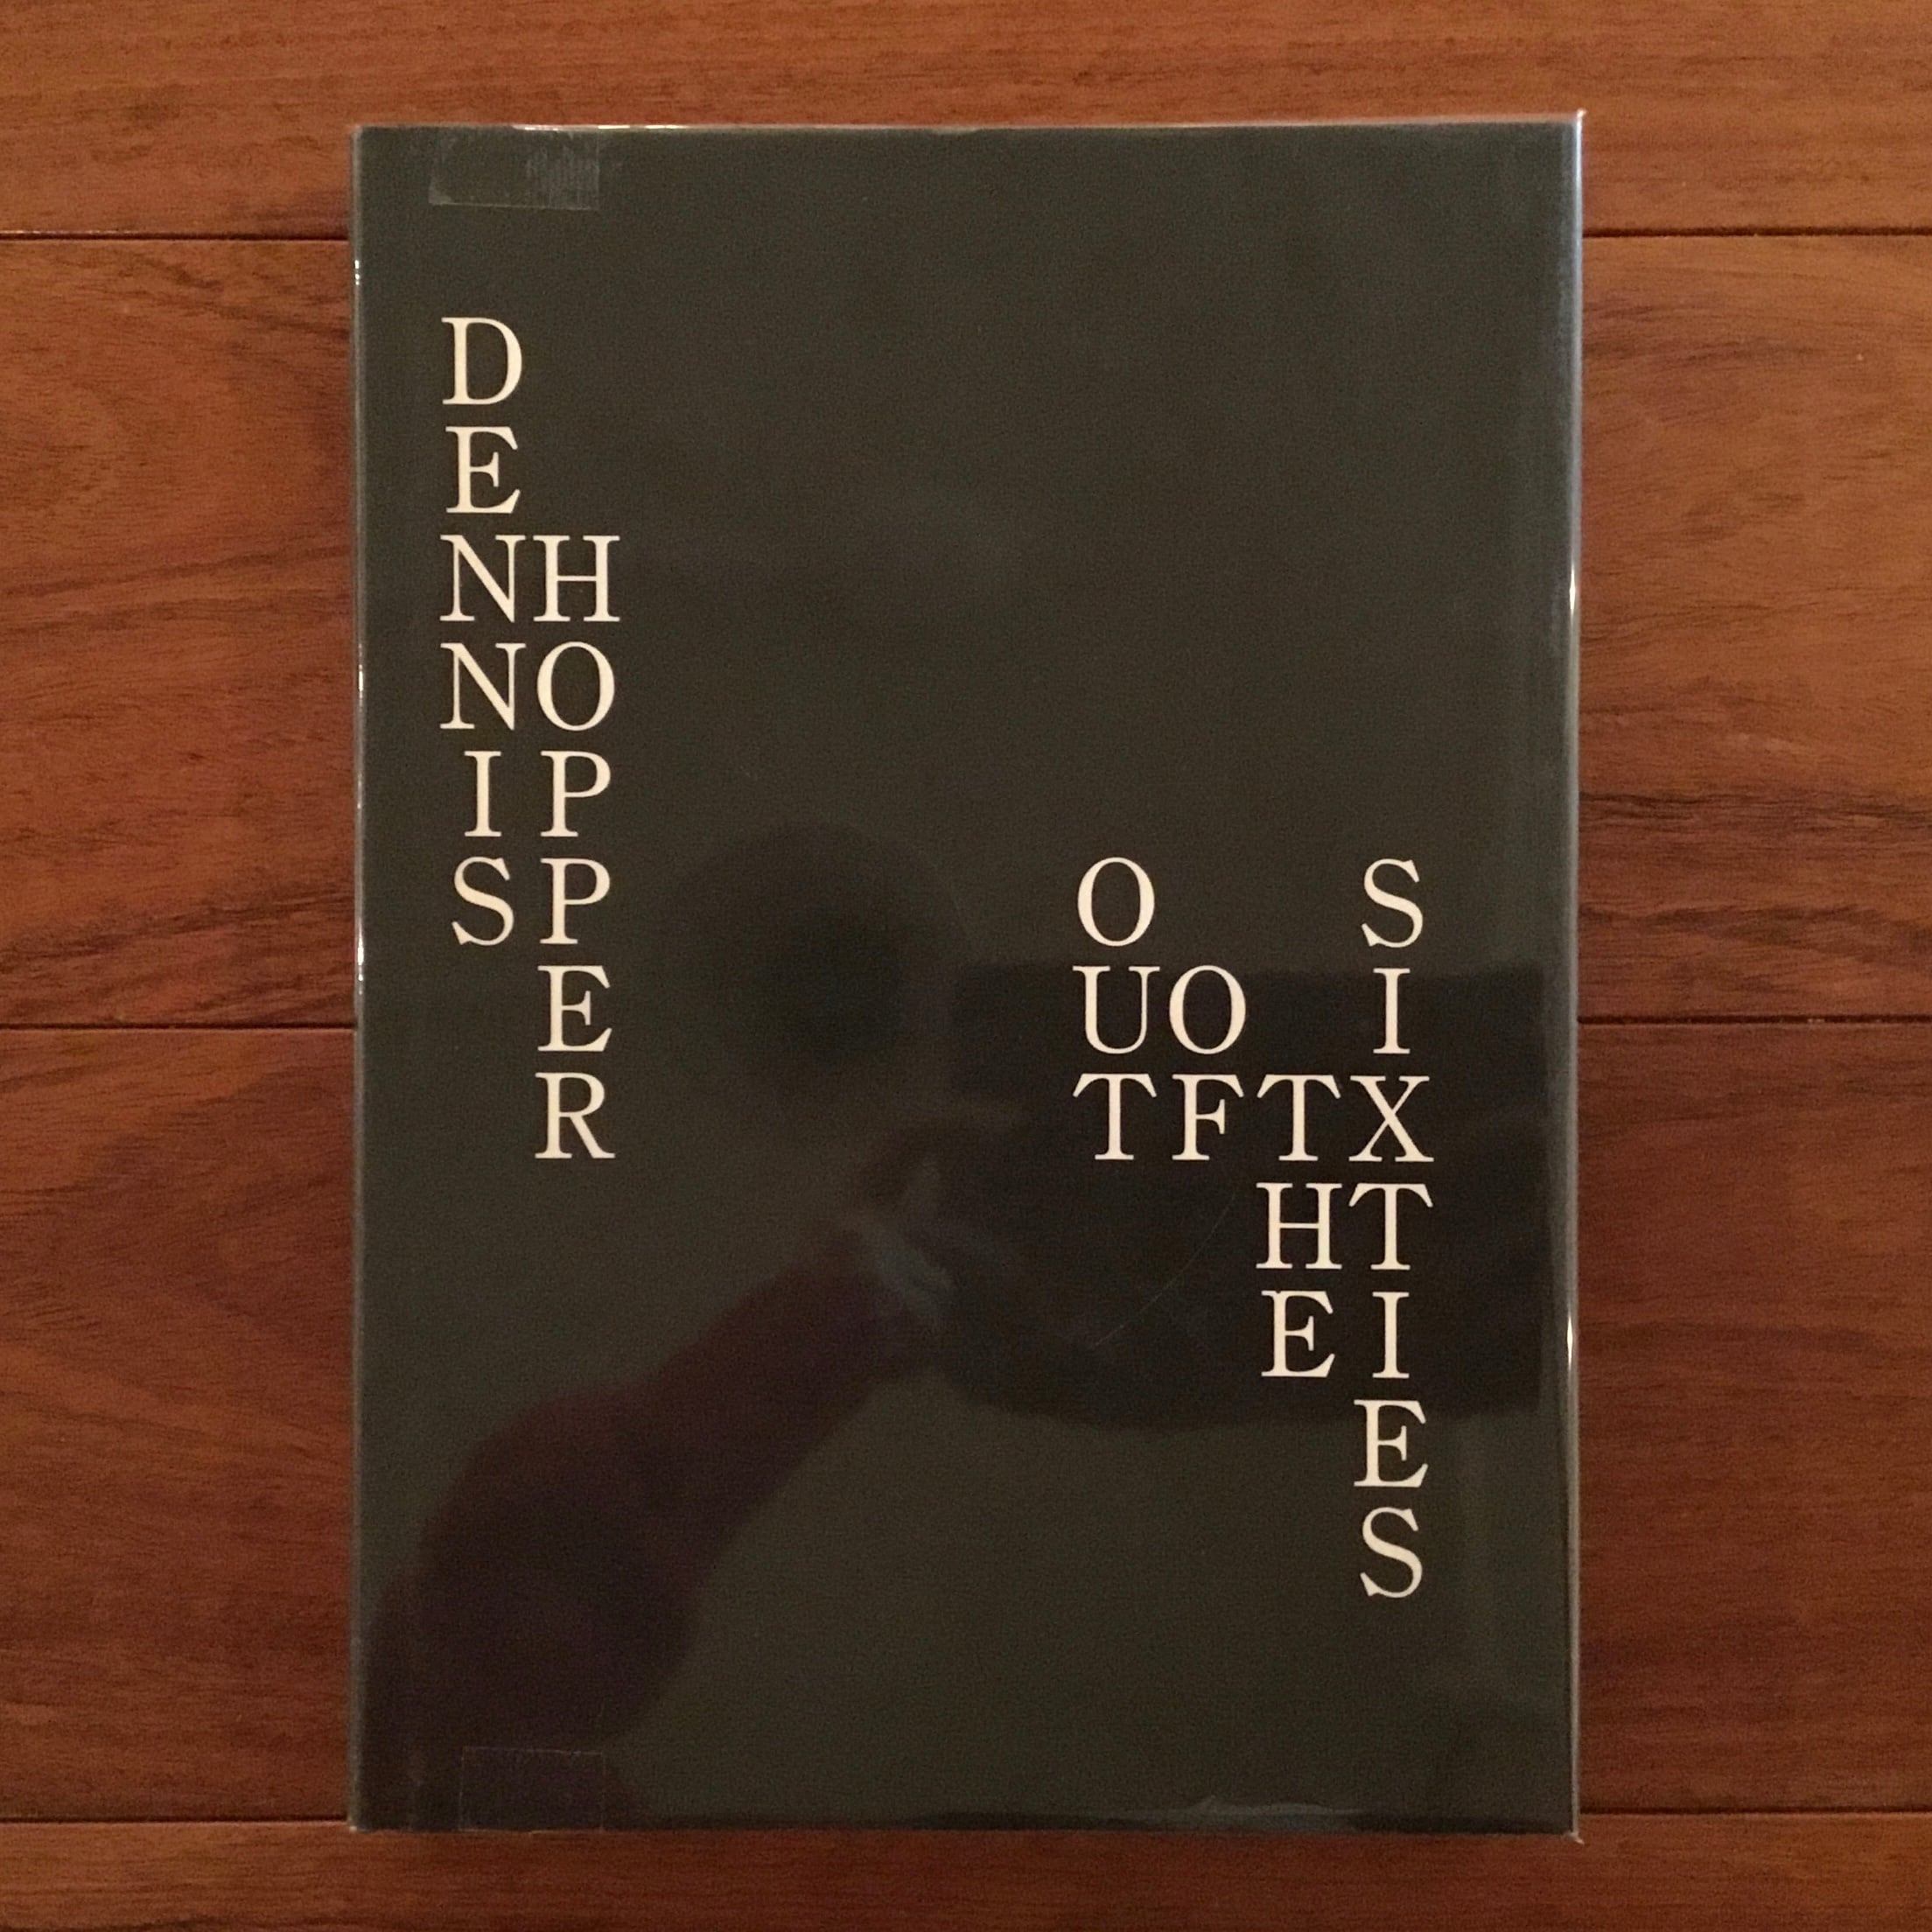 DENNIS
HOPPER
OUT
OF
THE
SIXTIES